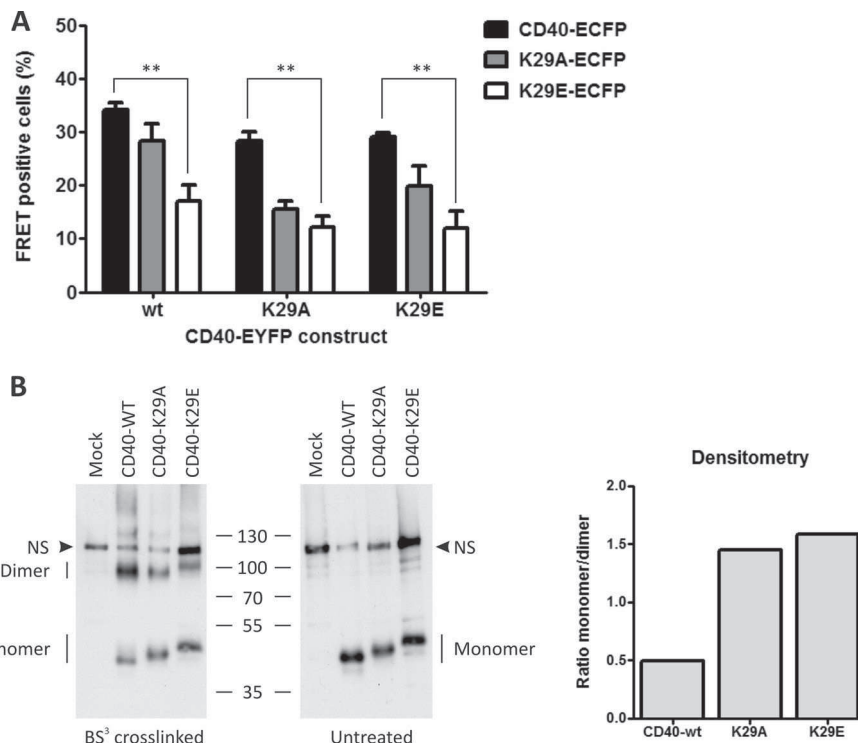 A
FRET positive cells (%)
50
40
30
20
10
0
**
**
**
CD40-ECFP
K29A-ECFP
K29E-ECFP
wt
K29A
K29E
CD40-EYFP construct
B
Mock
CD40-WT
CD40-K29A
CD40-K29E
Mock
CD40-WT
CD40-K29A
CD40-K29E
NS
Dimer
nomer
130
100
70
55
35
NS
Monomer
BS³ crosslinked
Untreated
Densitometry
Ratio monomer/dimer
2.0
1.5
1.0
0.5
0.0
CD40-wt
K29A
K29E